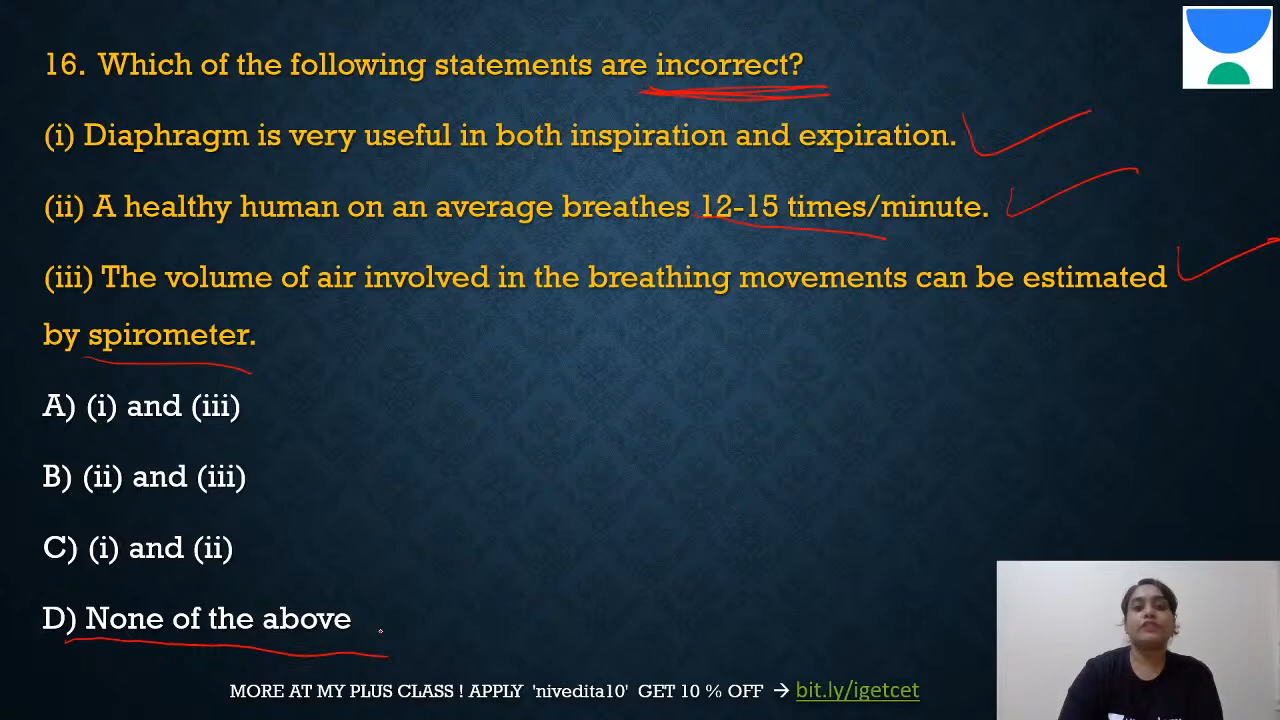 16. Which of the following statements are incorrect?
(i) Diaphragm is very useful in both inspiration and expiration.
(ii) A healthy human on an average breathes 12-15 times/minute.
(iii) The volume of air involved in the breathing movements can be estimated
by spirometer.
A) (i) and (iii)
B) (ii) and (iii)
C) (i) and (ii)
D) None of the above
MORE AT MY PLUS CLASS ! APPLY 'nivedita10' GET 10 % OFF → bit.ly/igetcet